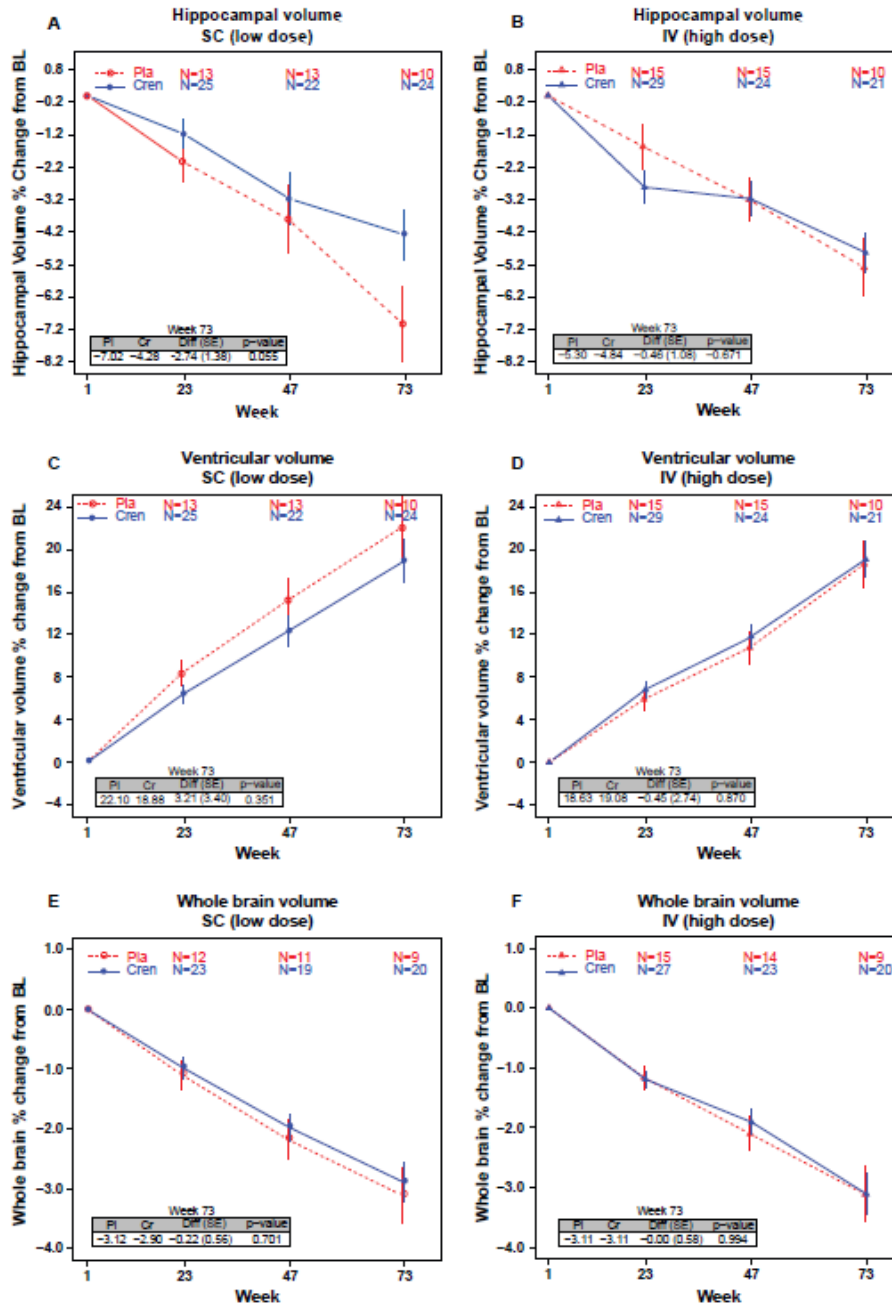 A
Hippocampal volume
SC (low dose)
Hippocampal Volume % Change from BL
0.8
−0.2
−1.2
−2.2
−3.2
−4.2
−5.2
−6.2
−7.2
−8.2
Pla N=13 N=13 N=10
Cren N=25 N=22 N=24
Week 73
Pl Cr Diff (SE) p−value
−7.02 −4.28 −2.74 (1.38) 0.055
1 23 47 73
Week
B
Hippocampal volume
IV (high dose)
Hippocampal Volume % Change from BL
0.8
−0.2
−1.2
−2.2
−3.2
−4.2
−5.2
−6.2
−7.2
−8.2
Pla N=15 N=15 N=10
Cren N=29 N=24 N=21
Week 73
Pl Cr Diff (SE) p−value
−5.30 −4.84 −0.46 (1.08) −0.671
1 23 47 73
Week
C
Ventricular volume
SC (low dose)
Ventricular volume % change from BL
24
20
16
12
8
4
0
−4
Pla N=13 N=13 N=10
Cren N=25 N=22 N=24
Week 73
Pl Cr Diff (SE) p−value
22.10 18.88 3.21 (3.40) 0.351
1 23 47 73
Week
D
Ventricular volume
IV (high dose)
Ventricular volume % change from BL
24
20
16
12
8
4
0
−4
Pla N=15 N=15 N=10
Cren N=29 N=24 N=21
Week 73
Pl Cr Diff (SE) p−value
18.63 19.08 −0.45 (2.74) 0.870
1 23 47 73
Week
E
Whole brain volume
SC (low dose)
Whole brain % change from BL
1.0
0.0
−1.0
−2.0
−3.0
−4.0
Pla N=12 N=11 N=9
Cren N=23 N=19 N=20
Week 73
Pl Cr Diff (SE) p−value
−3.12 −2.90 −0.22 (0.56) 0.701
1 23 47 73
Week
F
Whole brain volume
IV (high dose)
Whole brain % change from BL
1.0
0.0
−1.0
−2.0
−3.0
−4.0
Pla N=15 N=14 N=9
Cren N=27 N=23 N=20
Week 73
Pl Cr Diff (SE) p−value
−3.11 −3.11 −0.00 (0.58) 0.994
1 23 47 73
Week